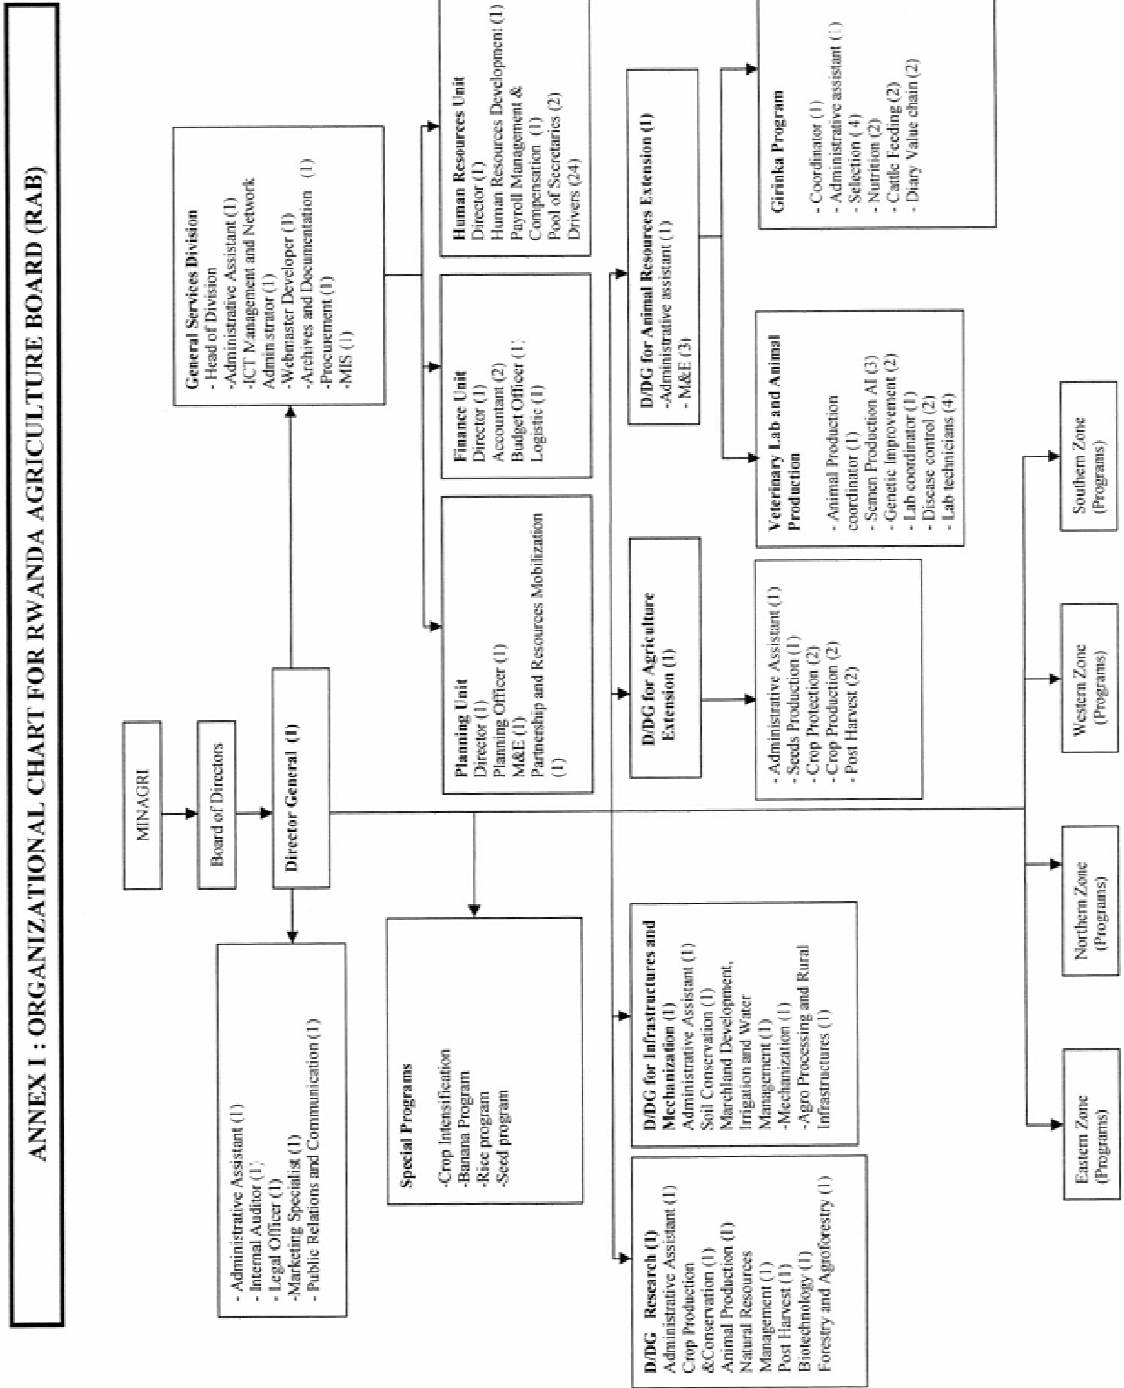 ANNEX I : ORGANIZATIONAL CHART FOR RWANDA AGRICULTURE BOARD (RAB)
MINAGRI
Board of Directors
Director General (1)
- Administrative Assistant (1)
- Internal Auditor (1)
- Legal Officer (1)
-Marketing Specialist (1)
- Public Relations and Communication (1)
General Services Division
- Head of Division
-Administrative Assistant (1)
-ICT Management and Network
Administrator (1)
-Webmaster Developer (1)
-Archives and Documentation (1)
-Procurement (1)
-MIS (1)
Special Programs
-Crop Intensification
-Banana Program
-Rice program
-Seed program
Planning Unit
Director (1)
Planning Officer (1)
M&E (1)
Partnership and Resources Mobilization
(1)
Finance Unit
Director (1)
Accountant (2)
Budget Officer (1)
Logistic (1)
Human Resources Unit
Director (1)
Human Resources Development (1)
Payroll Management &
Compensation (1)
Pool of Secretaries (2)
Drivers (24)
D/DG Research (1)
Administrative Assistant (1)
Crop Production
&Conservation (1)
Animal Production (1)
Natural Resources
Management (1)
Post Harvest (1)
Biotechnology (1)
Forestry and Agroforestry (1)
D/DG for Infrastructures and
Mechanization (1)
Administrative Assistant (1)
Soil Conservation (1)
Marchland Development,
Irrigation and Water
Management (1)
-Mechanization (1)
-Agro Processing and Rural
Infrastructures (1)
D/DG for Agriculture
Extension (1)
- Administrative Assistant (1)
- Seeds Production (1)
- Crop Protection (2)
- Crop Production (2)
- Post Harvest (2)
D/DG for Animal Resources Extension (1)
-Administrative assistant (1)
- M&E (3)
Veterinary Lab and Animal
Production
- Animal Production
coordinator (1)
- Semen Production AI (3)
- Genetic Improvement (2)
- Lab coordinator (1)
- Disease control (2)
- Lab technicians (4)
Girinka Program
- Coordinator (1)
- Administrative assistant (1)
- Selection (4)
- Nutrition (2)
- Cattle Feeding (2)
- Diary Value chain (2)
Eastern Zone
(Programs)
Northern Zone
(Programs)
Western Zone
(Programs)
Southern Zone
(Programs)